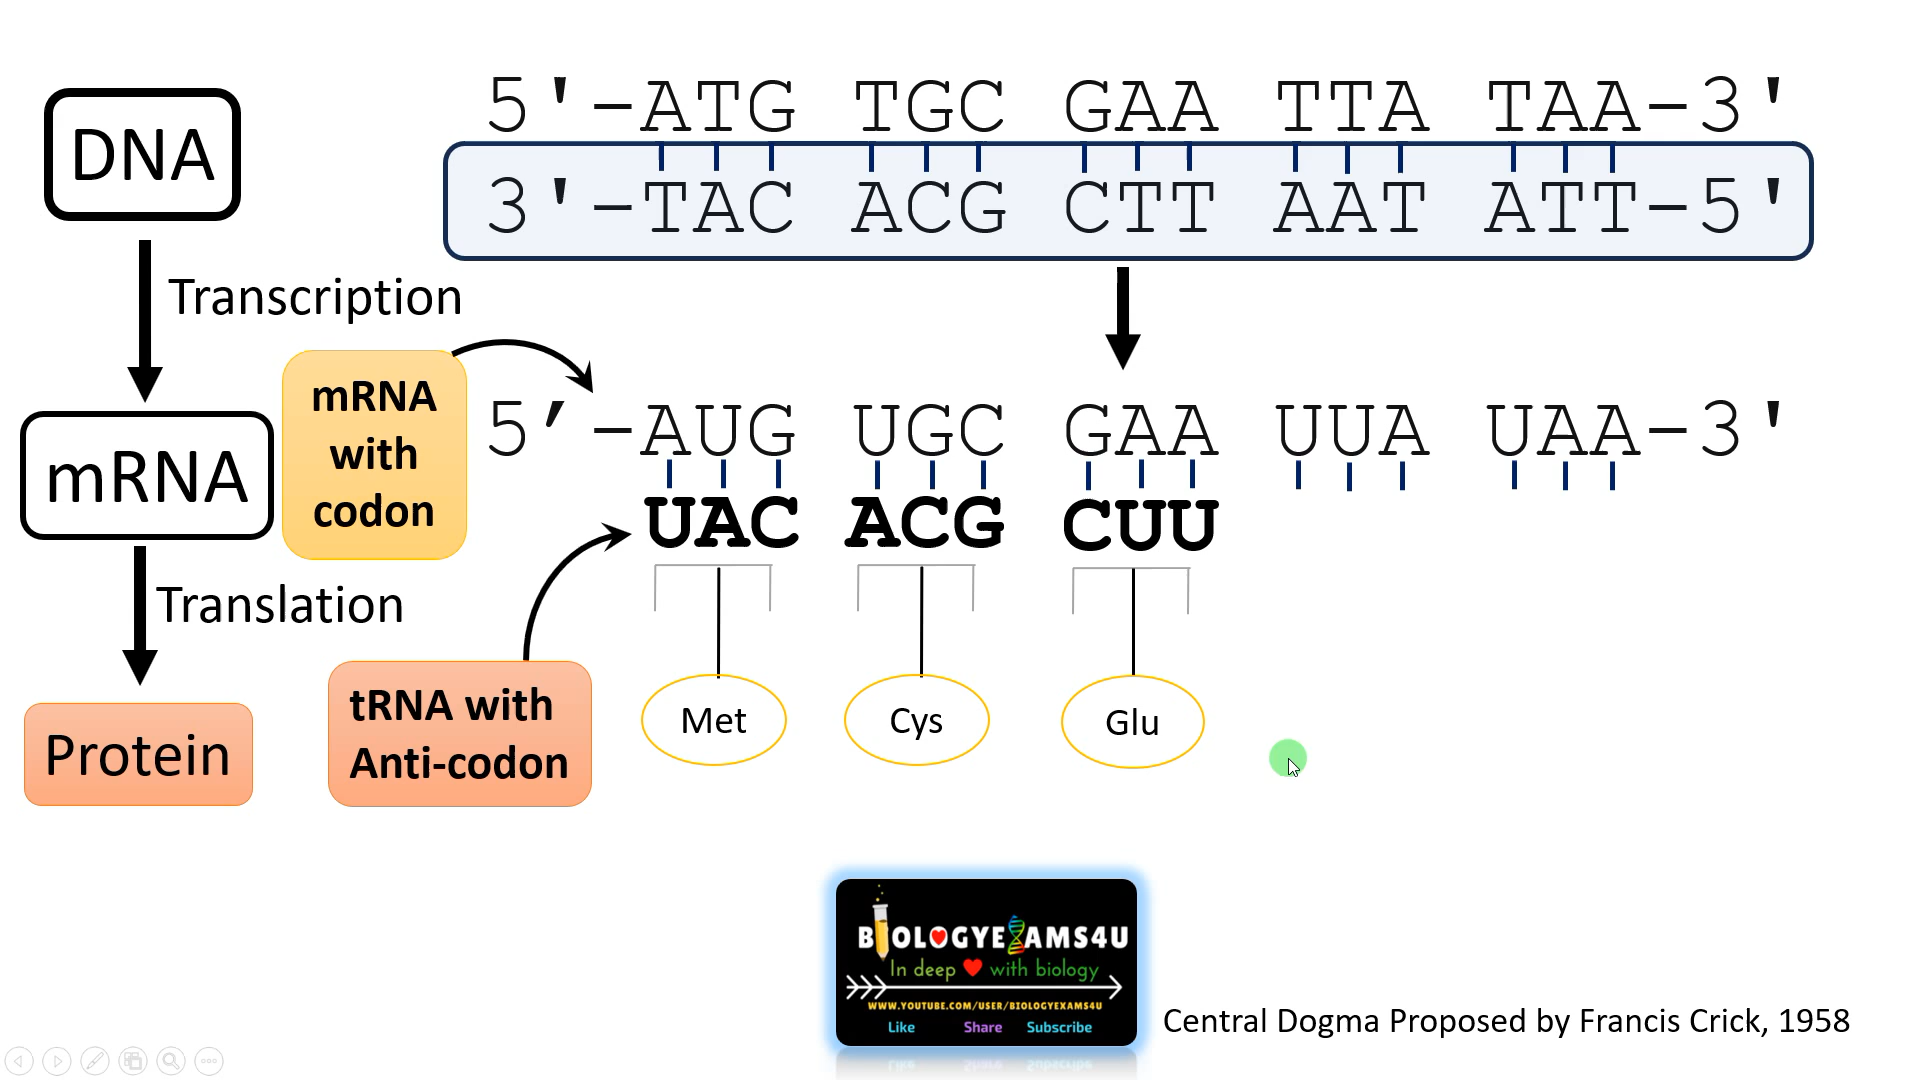 5'-ATG TGC GAA TTA TAA-3'
DNA
3'-TAC ACG CTT AAT ATT-5'
Transcription
mRNA
with
codon
5′-AUG UGC GAA UUA UAA-3'
mRNA
UAC ACG CUU
Translation
tRNA with
Anti-codon
Met
Cys
Glu
Protein
BIOLOGYEXAMS4U
In deep ❤ with biology
WWW.YOUTUBE.COM/USER/BIOLOGYEXAMS4U
Like Share Subscribe
Central Dogma Proposed by Francis Crick, 1958